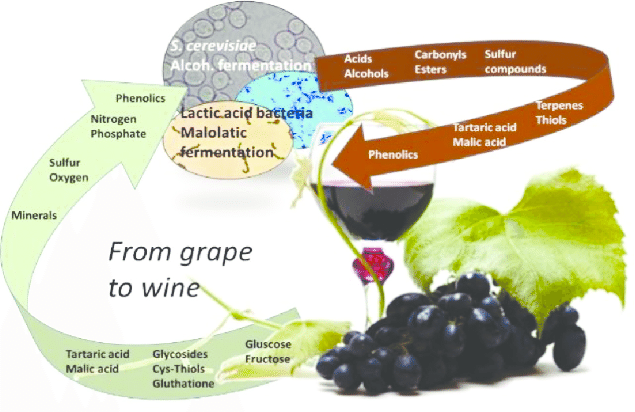 S. cerevisiae
Alcoh. fermentation
Lactic acid bacteria
Malolatic
fermentation
Acids
Alcohols
Carbonyls
Esters
Sulfur
compounds
Terpenes
Thiols
Tartaric acid
Malic acid
Phenolics
Phenolics
Nitrogen
Phosphate
Sulfur
Oxygen
Minerals
From grape
to wine
Tartaric acid
Malic acid
Glycosides
Cys-Thiols
Gluthatione
Gluscose
Fructose